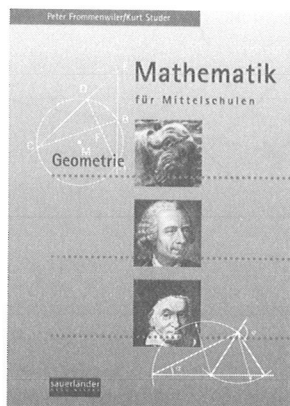 Peter Frommenwiler/Kurt Studer
Mathematik
für Mittelschulen
Geometrie
sauerländer